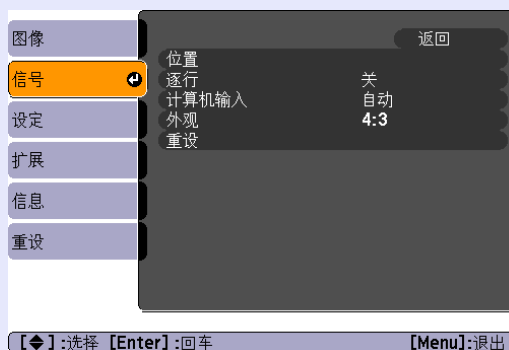 图像
信号
设定
扩展
信息
重设
返回
位置
逐行 关
计算机输入 自动
外观 4:3
重设
[◆]:选择 [Enter]:回车 [Menu]:退出